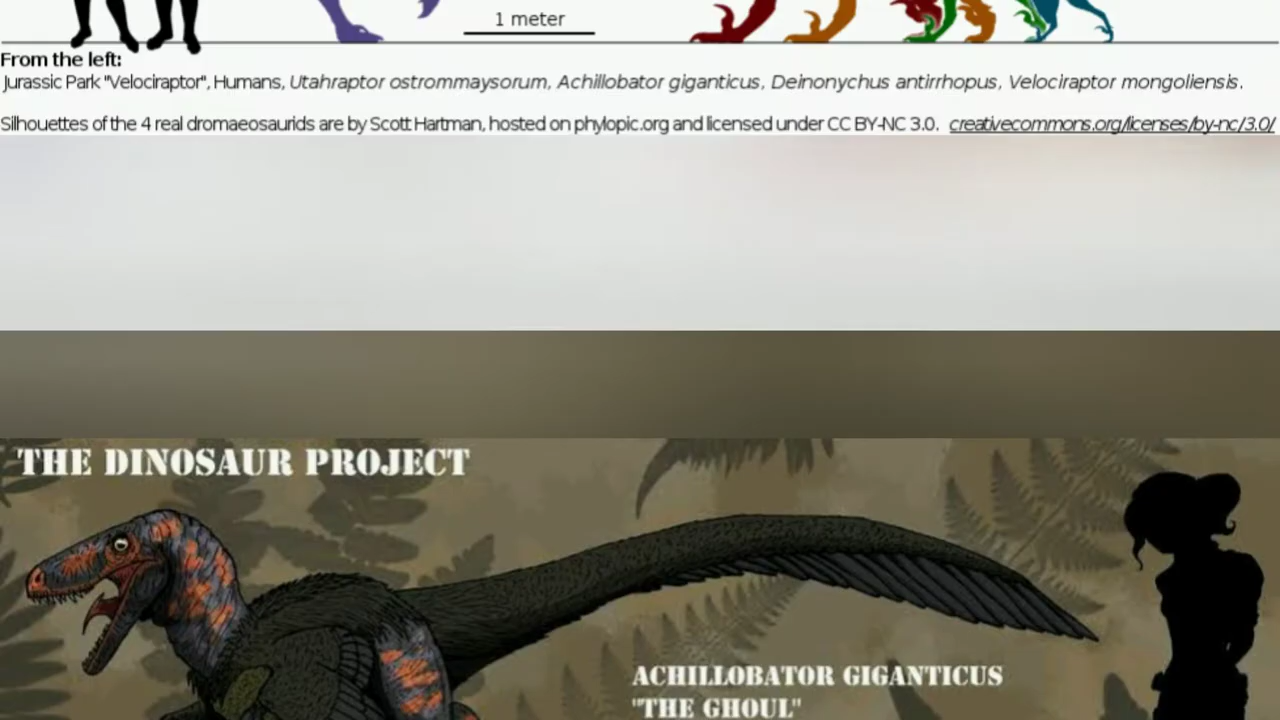 1 meter
From the left:
Jurassic Park "Velociraptor", Humans, Utahraptor ostrommaysorum, Achillobator giganticus, Deinonychus antirrhopus, Velociraptor mongoliensis.
Silhouettes of the 4 real dromaeosaurids are by Scott Hartman, hosted on phylopic.org and licensed under CC BY-NC 3.0. creativecommons.org/licenses/by-nc/3.0/
THE DINOSAUR PROJECT
ACHILLOBATOR GIGANTICUS
"THE GHOUL"